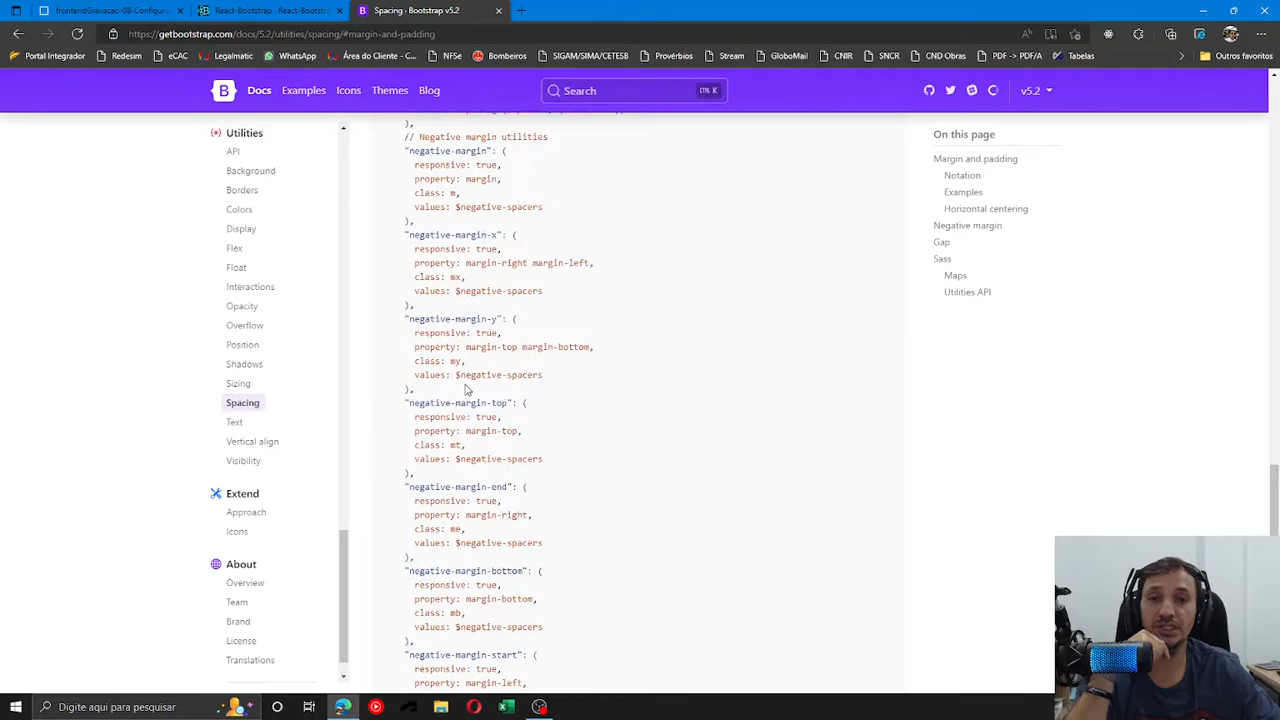 frontendGravacao-08-Configura
React-Bootstrap · React-Bootstra
Spacing · Bootstrap v5.2
https://getbootstrap.com/docs/5.2/utilities/spacing/#margin-and-padding
Portal Integrador
Redesim
eCAC
Legalmatic
WhatsApp
Área do Cliente - C...
NFSe
Bombeiros
SIGAM/SIMA/CETESB
Provérbios
Stream
GloboMail
CNIR
SNCR
CND Obras
PDF -> PDF/A
Tabelas
Outros favoritos
Docs
Examples
Icons
Themes
Blog
Search
CTRL K
v5.2
Utilities
API
Background
Borders
Colors
Display
Flex
Float
Interactions
Opacity
Overflow
Position
Shadows
Sizing
Spacing
Text
Vertical align
Visibility
Extend
Approach
Icons
About
Overview
Team
Brand
License
Translations
),
// Negative margin utilities
"negative-margin": (
responsive: true,
property: margin,
class: m,
values: $negative-spacers
),
"negative-margin-x": (
responsive: true,
property: margin-right margin-left,
class: mx,
values: $negative-spacers
),
"negative-margin-y": (
responsive: true,
property: margin-top margin-bottom,
class: my,
values: $negative-spacers
),
"negative-margin-top": (
responsive: true,
property: margin-top,
class: mt,
values: $negative-spacers
),
"negative-margin-end": (
responsive: true,
property: margin-right,
class: me,
values: $negative-spacers
),
"negative-margin-bottom": (
responsive: true,
property: margin-bottom,
class: mb,
values: $negative-spacers
),
"negative-margin-start": (
responsive: true,
property: margin-left,
On this page
Margin and padding
Notation
Examples
Horizontal centering
Negative margin
Gap
Sass
Maps
Utilities API
Digite aqui para pesquisar